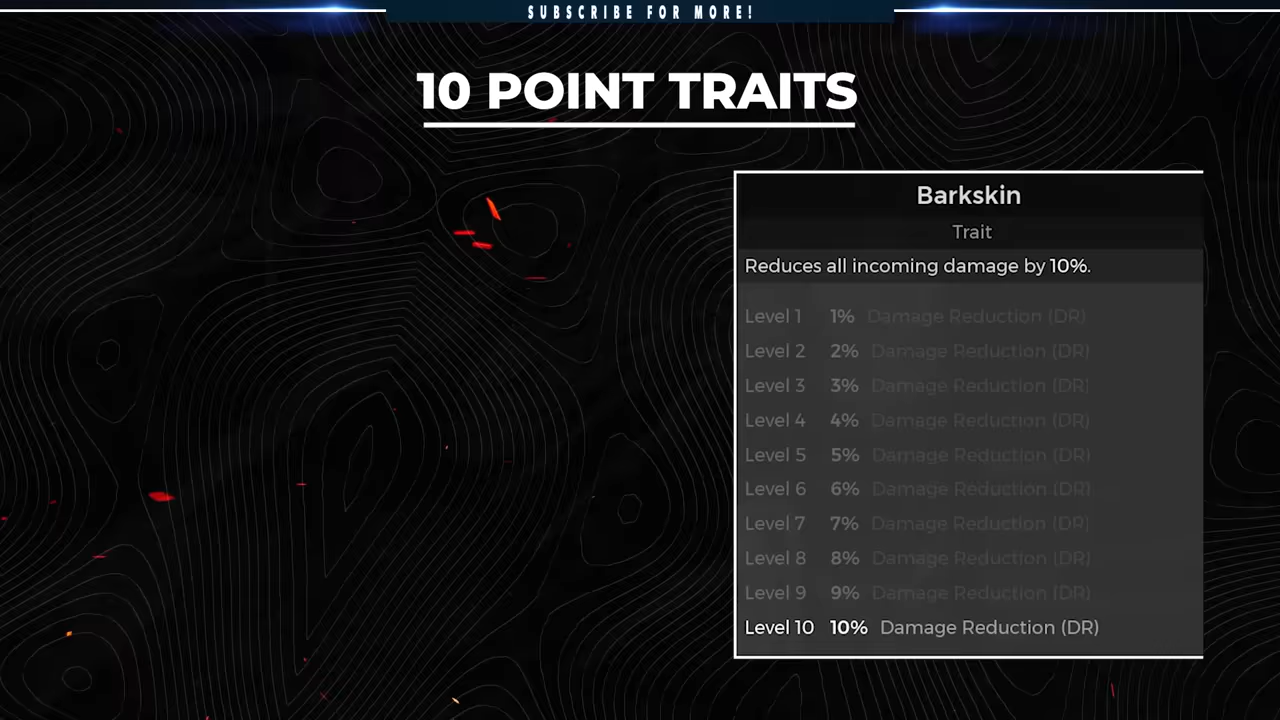 SUBSCRIBE FOR MORE!
10 POINT TRAITS
Barkskin
Trait
Reduces all incoming damage by 10%.
Level 1 1% Damage Reduction (DR)
Level 2 2% Damage Reduction (DR)
Level 3 3% Damage Reduction (DR)
Level 4 4% Damage Reduction (DR)
Level 5 5% Damage Reduction (DR)
Level 6 6% Damage Reduction (DR)
Level 7 7% Damage Reduction (DR)
Level 8 8% Damage Reduction (DR)
Level 9 9% Damage Reduction (DR)
Level 10 10% Damage Reduction (DR)